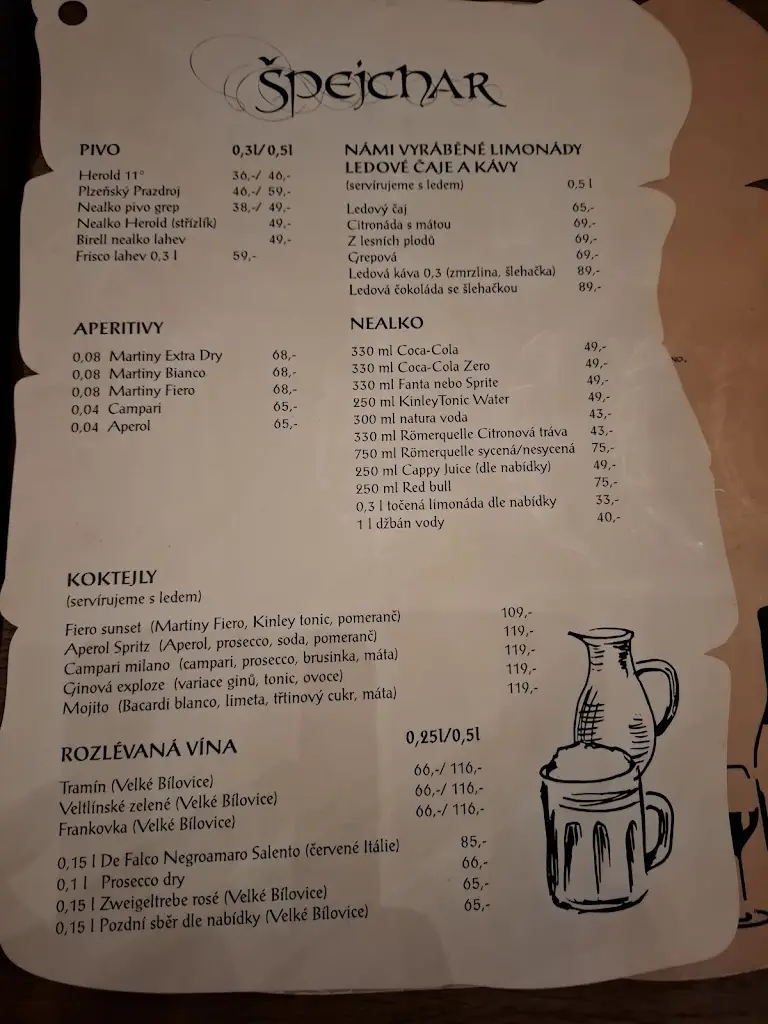 Špejchar
PIVO 0,3l/0,5l
Herold 11° 36,-/ 46,-
Plzeňský Prazdroj 46,-/ 59,-
Nealko pivo grep 38,-/ 49,-
Nealko Herold (střízlík) 49,-
Birell nealko lahev 49,-
Frisco lahev 0,3 l 59,-
NÁMI VYRÁBĚNÉ LIMONÁDY
LEDOVÉ ČAJE A KÁVY
(servírujeme s ledem) 0,5 l
Ledový čaj 65,-
Citronáda s mátou 69,-
Z lesních plodů 69,-
Grepová 69,-
Ledová káva 0,3 (zmrzlina, šlehačka) 89,-
Ledová čokoláda se šlehačkou 89,-
APERITIVY
0,08 Martiny Extra Dry 68,-
0,08 Martiny Bianco 68,-
0,08 Martiny Fiero 68,-
0,04 Campari 65,-
0,04 Aperol 65,-
NEALKO
330 ml Coca-Cola 49,-
330 ml Coca-Cola Zero 49,-
330 ml Fanta nebo Sprite 49,-
250 ml KinleyTonic Water 49,-
300 ml natura voda 43,-
330 ml Römerquelle Citronová tráva 43,-
750 ml Römerquelle sycená/nesycená 75,-
250 ml Cappy Juice (dle nabídky) 49,-
250 ml Red bull 75,-
0,3 l točená limonáda dle nabídky 33,-
1 l džbán vody 40,-
KOKTEJLY
(servírujeme s ledem)
Fiero sunset (Martiny Fiero, Kinley tonic, pomeranč) 109,-
Aperol Spritz (Aperol, prosecco, soda, pomeranč) 119,-
Campari milano (campari, prosecco, brusinka, máta) 119,-
Ginová exploze (variace ginů, tonic, ovoce) 119,-
Mojito (Bacardi blanco, limeta, třtinový cukr, máta) 119,-
ROZLÉVANÁ VÍNA 0,25l/0,5l
Tramín (Velké Bílovice) 66,-/ 116,-
Veltlínské zelené (Velké Bílovice) 66,-/ 116,-
Frankovka (Velké Bílovice) 66,-/ 116,-
0,15 l De Falco Negroamaro Salento (červené Itálie) 85,-
0,1 l Prosecco dry 66,-
0,15 l Zweigeltrebe rosé (Velké Bílovice) 65,-
0,15 l Pozdní sběr dle nabídky (Velké Bílovice) 65,-